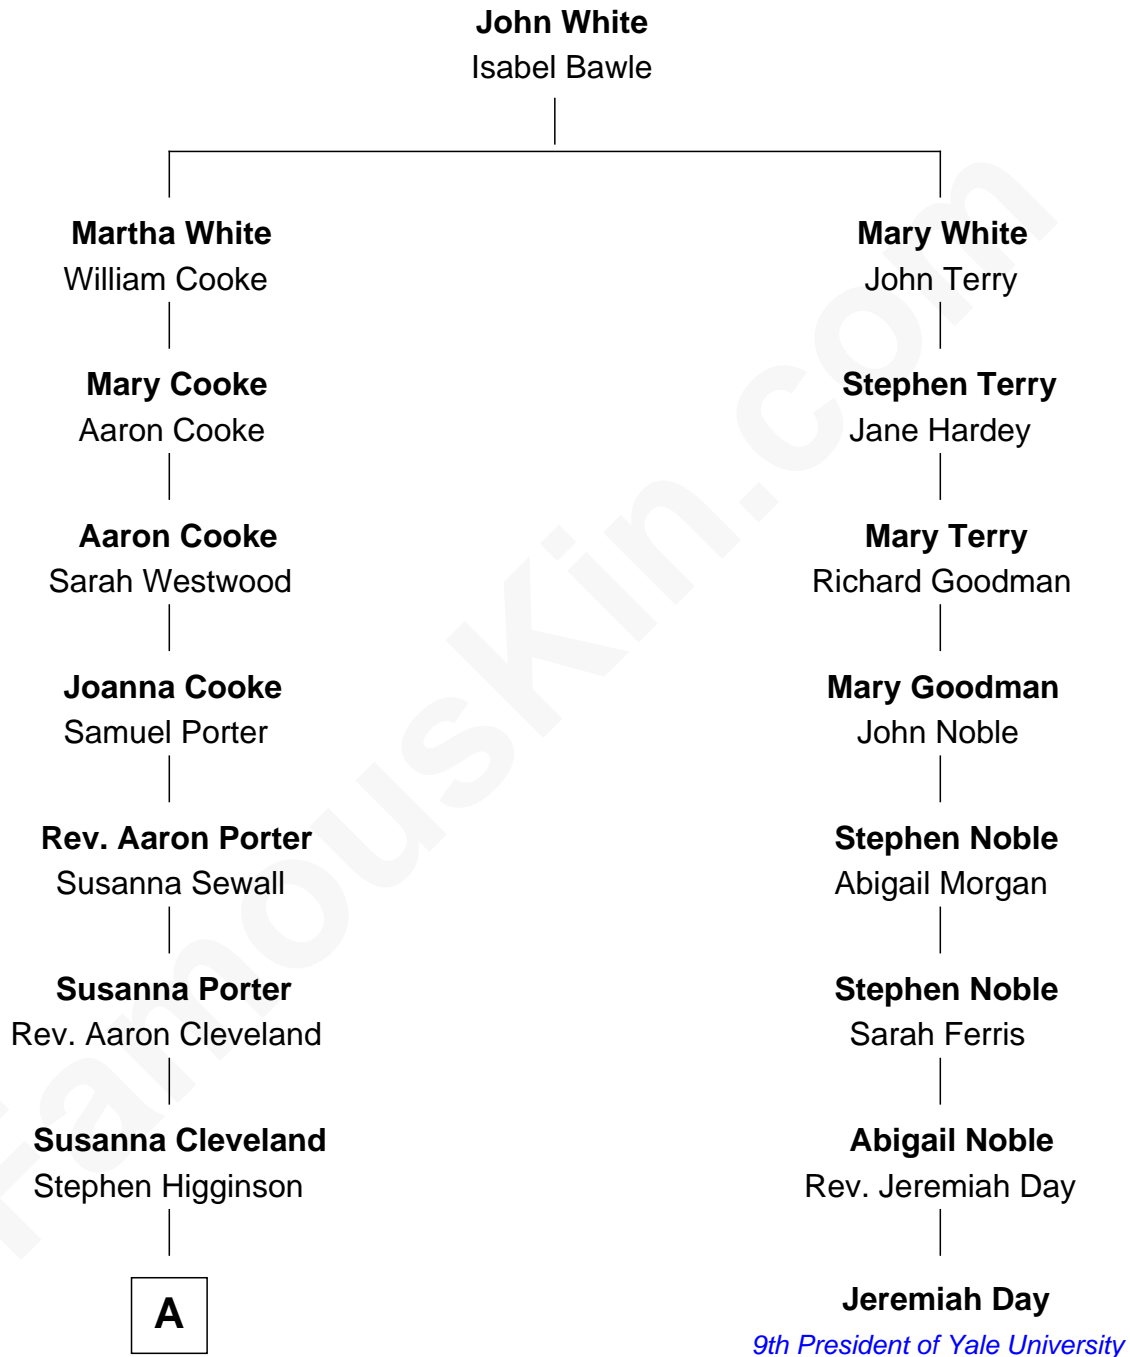 John White
Isabel Bawle
Martha White
William Cooke
Mary White
John Terry
Mary Cooke
Aaron Cooke
Stephen Terry
Jane Hardey
Aaron Cooke
Sarah Westwood
Mary Terry
Richard Goodman
Joanna Cooke
Samuel Porter
Mary Goodman
John Noble
Rev. Aaron Porter
Susanna Sewall
Stephen Noble
Abigail Morgan
Susanna Porter
Rev. Aaron Cleveland
Stephen Noble
Sarah Ferris
Susanna Cleveland
Stephen Higginson
Abigail Noble
Rev. Jeremiah Day
A
Jeremiah Day
9th President of Yale University
FamousKin.com